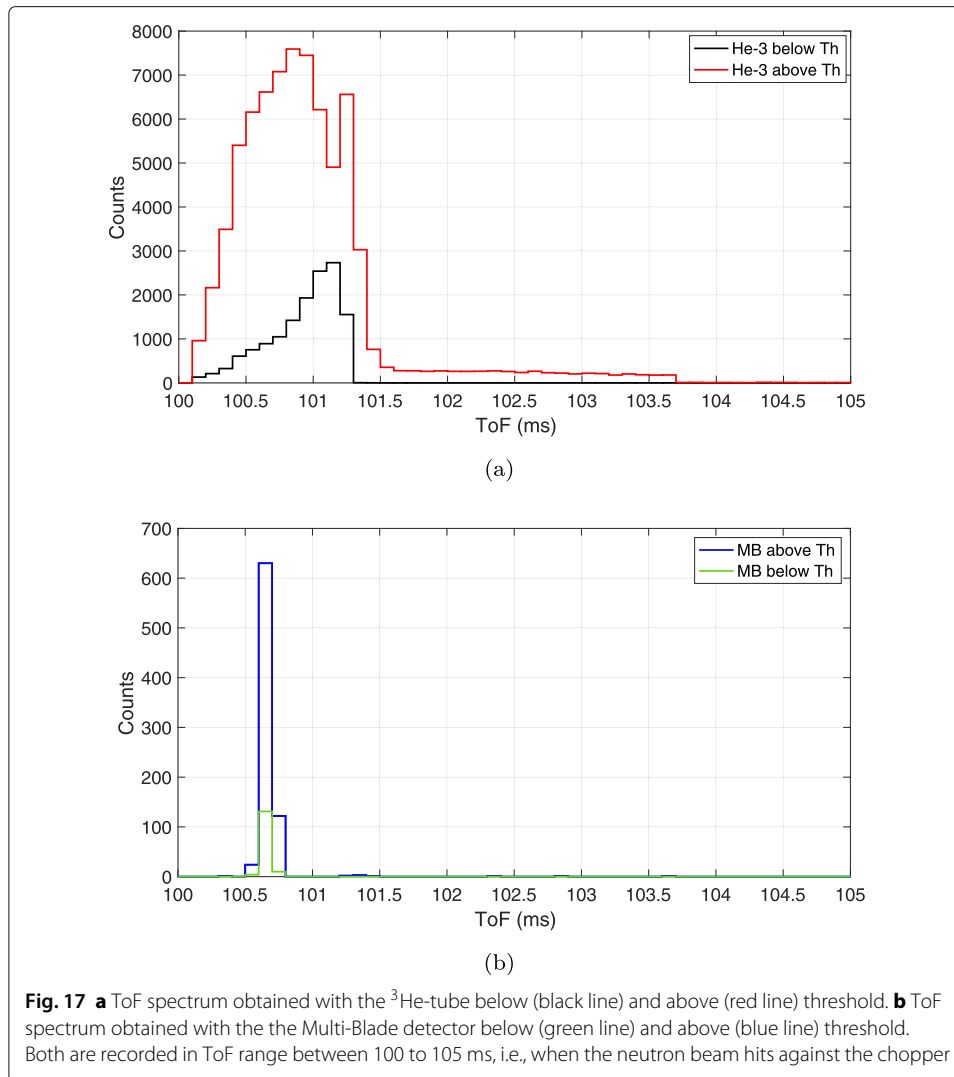 8000
7000
6000
5000
4000
3000
2000
1000
0
Counts
He-3 below Th
He-3 above Th
100 100.5 101 101.5 102 102.5 103 103.5 104 104.5 105
ToF (ms)
(a)
700
600
500
400
300
200
100
0
Counts
MB above Th
MB below Th
100 100.5 101 101.5 102 102.5 103 103.5 104 104.5 105
ToF (ms)
(b)
Fig. 17 a ToF spectrum obtained with the ³He-tube below (black line) and above (red line) threshold. b ToF
spectrum obtained with the the Multi-Blade detector below (green line) and above (blue line) threshold.
Both are recorded in ToF range between 100 to 105 ms, i.e., when the neutron beam hits against the chopper